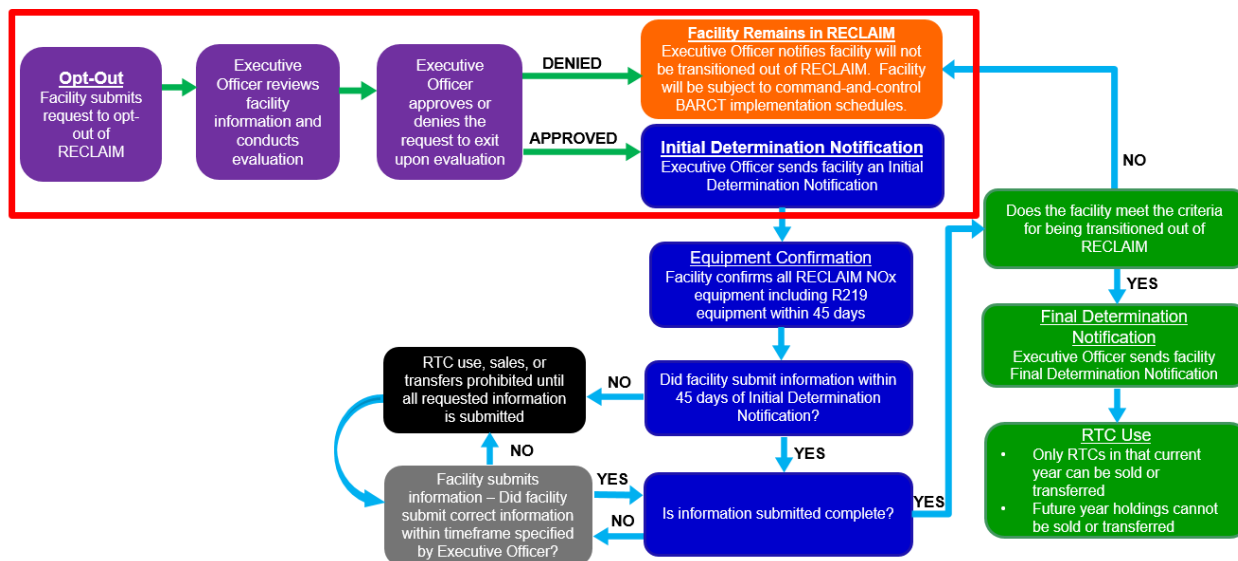 Opt-Out
Facility submits
request to opt-
out of
RECLAIM
Executive
Officer reviews
facility
information and
conducts
evaluation
Executive
Officer
approves or
denies the
request to exit
upon evaluation
DENIED
APPROVED
Facility Remains in RECLAIM
Executive Officer notifies facility will not
be transitioned out of RECLAIM.  Facility
will be subject to command-and-control
BARCT implementation schedules.
Initial Determination Notification
Executive Officer sends facility an Initial
Determination Notification
NO
Does the facility meet the criteria
for being transitioned out of
RECLAIM
YES
Equipment Confirmation
Facility confirms all RECLAIM NOx
equipment including R219
equipment within 45 days
Final Determination
Notification
Executive Officer sends facility
Final Determination Notification
RTC use, sales, or
transfers prohibited until
all requested information
is submitted
NO
Did facility submit information within
45 days of Initial Determination
Notification?
NO
YES
RTC Use
• Only RTCs in that current
year can be sold or
transferred
• Future year holdings cannot
be sold or transferred
Facility submits
information – Did facility
submit correct information
within timeframe specified
by Executive Officer?
YES
NO
Is information submitted complete?
YES